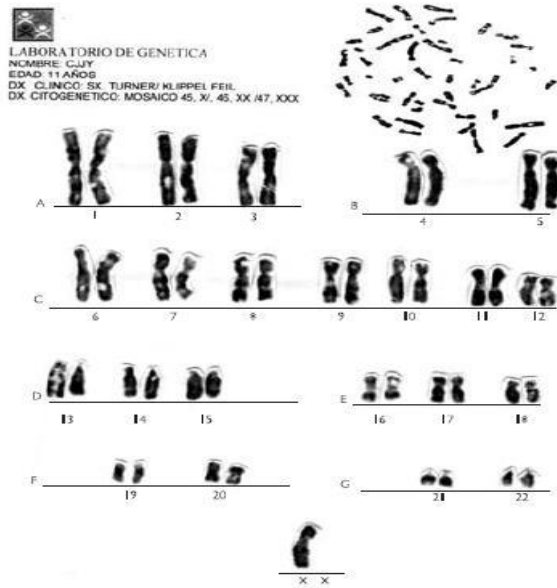 LABORATORIO DE GENETICA
NOMBRE: CJJY
EDAD: 11 AÑOS
DX. CLINICO: SX. TURNER/ KLIPPEL FEIL
DX. CITOGENETICO: MOSAICO 45, X/, 46, XX /47, XXX
A 1 2 3 B 4 5
C 6 7 8 9 10 11 12
D 13 14 15 E 16 17 18
F 19 20 G 21 22
X X